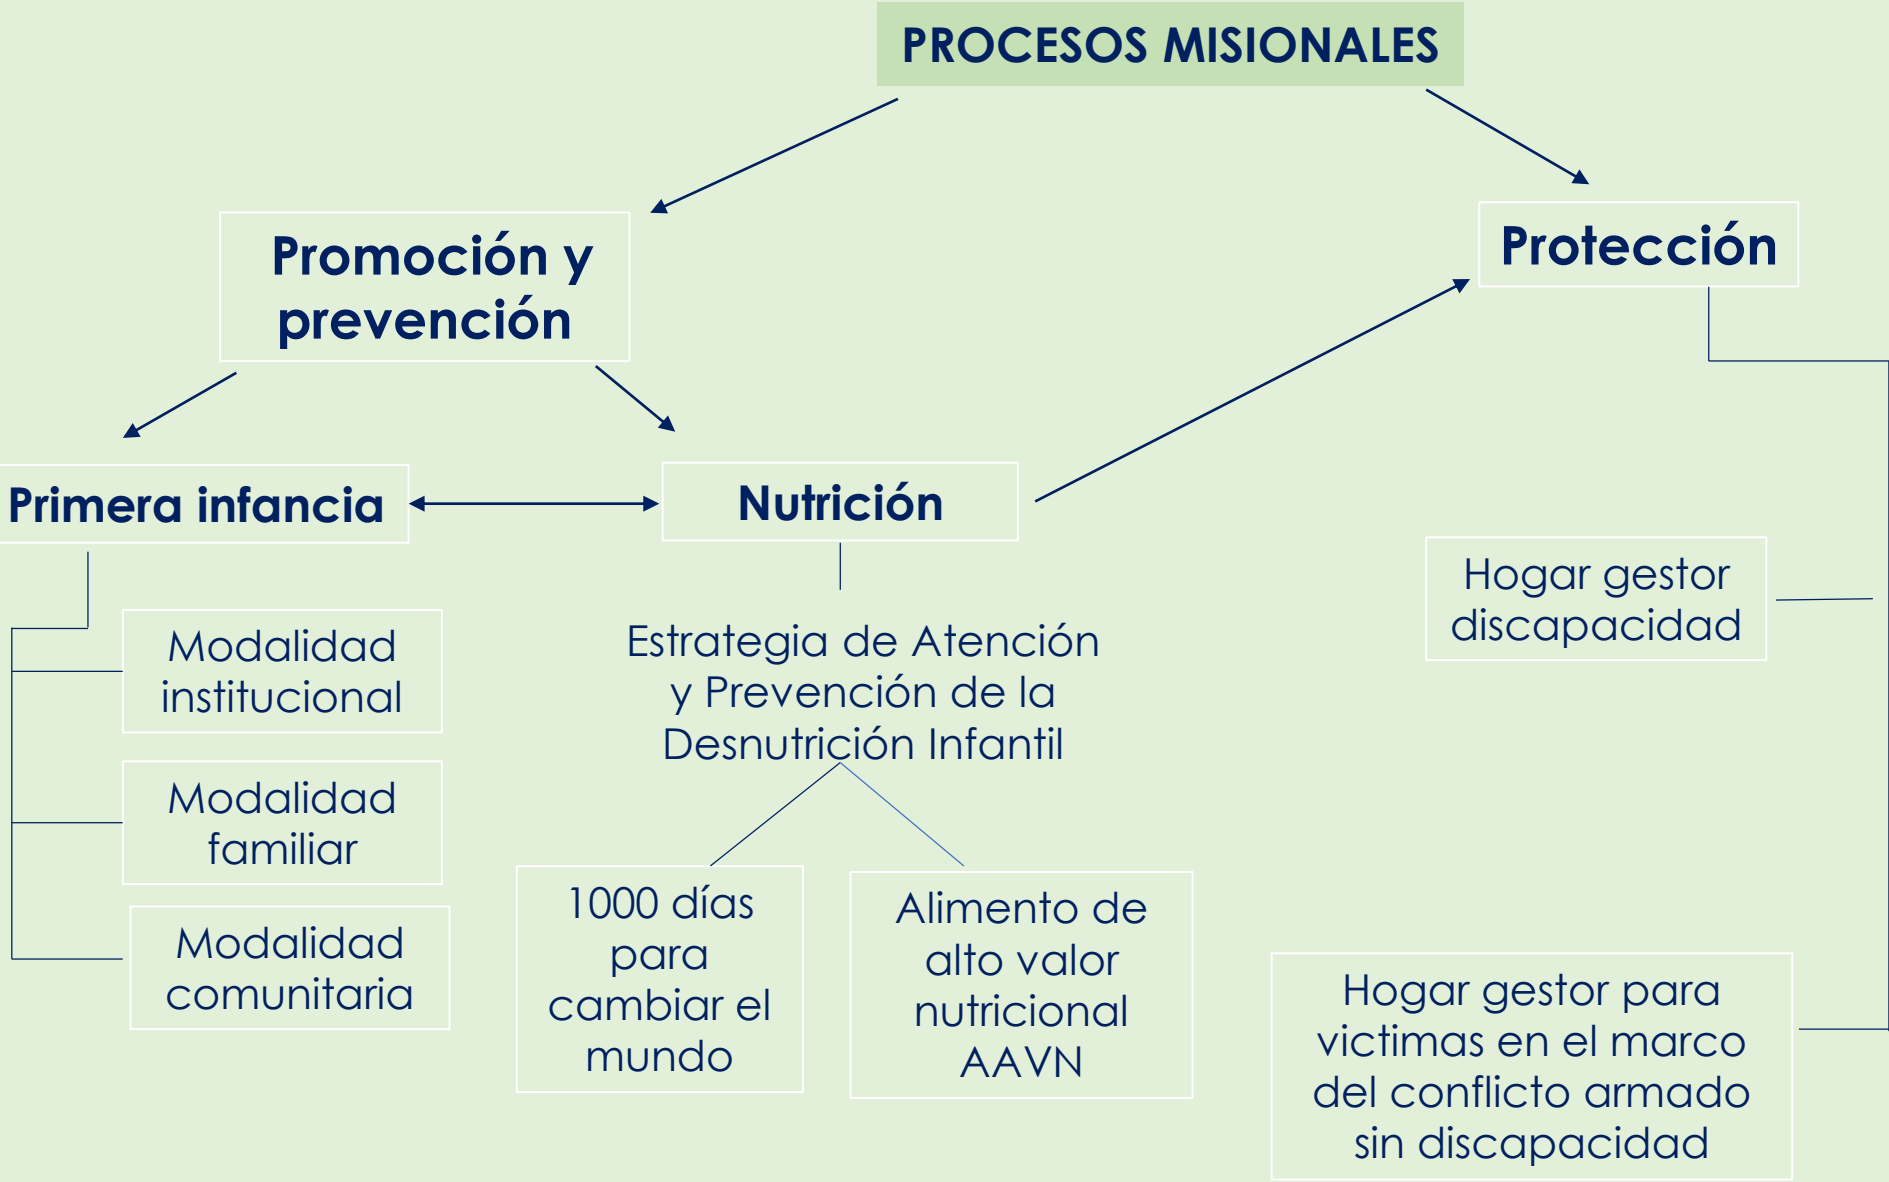 PROCESOS MISIONALES
Promoción y
prevención
Protección
Primera infancia
Nutrición
Modalidad
institucional
Modalidad
familiar
Modalidad
comunitaria
Estrategia de Atención
y Prevención de la
Desnutrición Infantil
1000 días
para
cambiar el
mundo
Alimento de
alto valor
nutricional
AAVN
Hogar gestor
discapacidad
Hogar gestor para
victimas en el marco
del conflicto armado
sin discapacidad